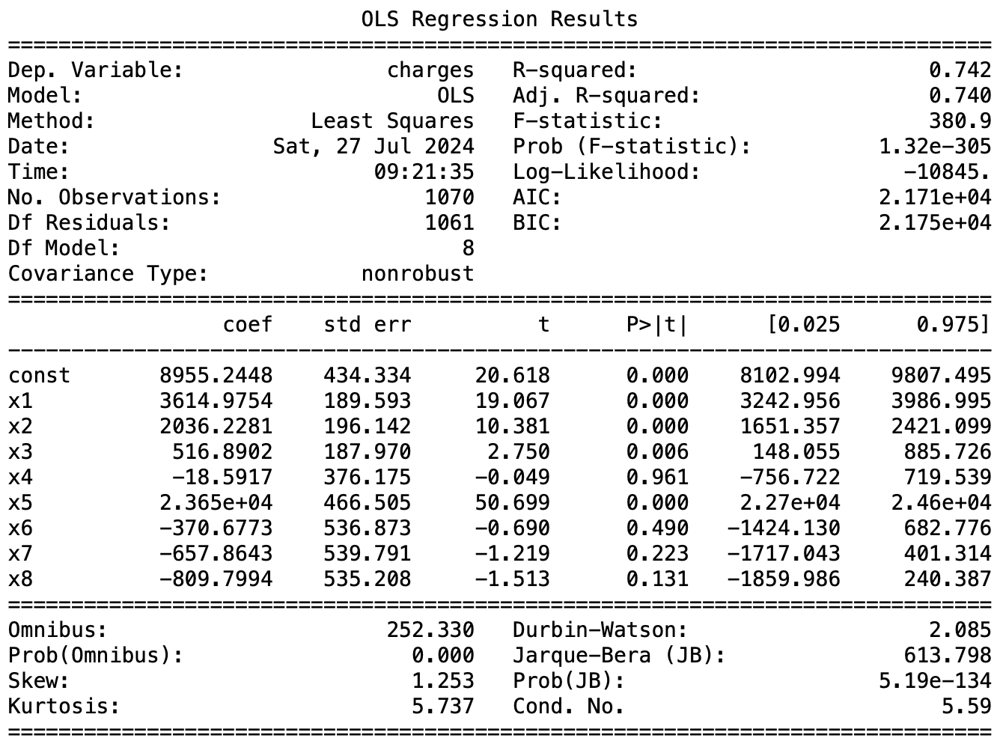 OLS Regression Results
==============================================================================
Dep. Variable:                charges   R-squared:                       0.742
Model:                            OLS   Adj. R-squared:                  0.740
Method:                 Least Squares   F-statistic:                     380.9
Date:                Sat, 27 Jul 2024   Prob (F-statistic):          1.32e-305
Time:                        09:21:35   Log-Likelihood:                -10845.
No. Observations:                1070   AIC:                         2.171e+04
Df Residuals:                    1061   BIC:                         2.175e+04
Df Model:                           8
Covariance Type:            nonrobust
==============================================================================
                 coef    std err          t      P>|t|      [0.025      0.975]
------------------------------------------------------------------------------
const       8955.2448    434.334     20.618      0.000    8102.994    9807.495
x1          3614.9754    189.593     19.067      0.000    3242.956    3986.995
x2          2036.2281    196.142     10.381      0.000    1651.357    2421.099
x3           516.8902    187.970      2.750      0.006     148.055     885.726
x4           -18.5917    376.175     -0.049      0.961    -756.722     719.539
x5          2.365e+04    466.505     50.699      0.000    2.27e+04    2.46e+04
x6          -370.6773    536.873     -0.690      0.490   -1424.130     682.776
x7          -657.8643    539.791     -1.219      0.223   -1717.043     401.314
x8          -809.7994    535.208     -1.513      0.131   -1859.986     240.387
==============================================================================
Omnibus:                      252.330   Durbin-Watson:                   2.085
Prob(Omnibus):                  0.000   Jarque-Bera (JB):              613.798
Skew:                           1.253   Prob(JB):                    5.19e-134
Kurtosis:                       5.737   Cond. No.                         5.59
==============================================================================